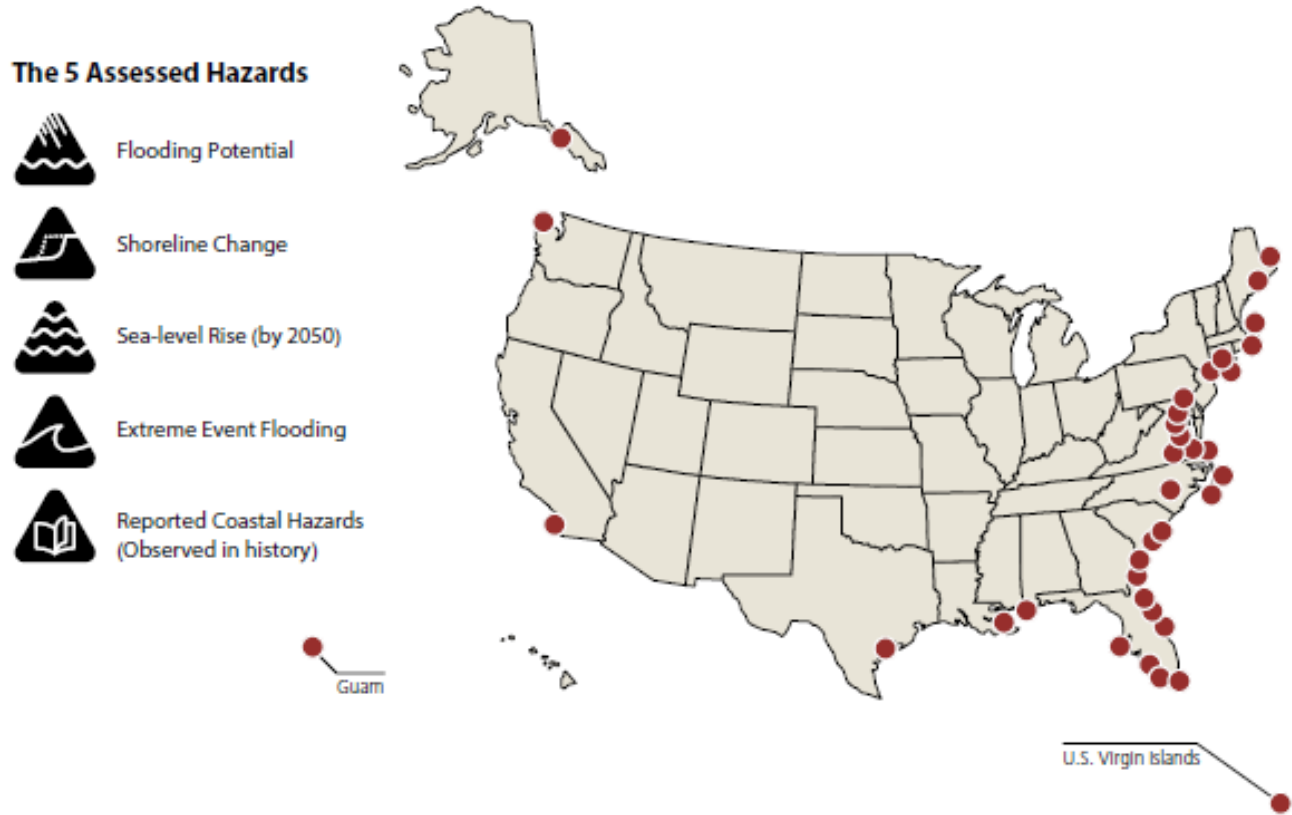 The 5 Assessed Hazards
Flooding Potential
Shoreline Change
Sea-level Rise (by 2050)
Extreme Event Flooding
Reported Coastal Hazards
(Observed in history)
Guam
U.S. Virgin Islands